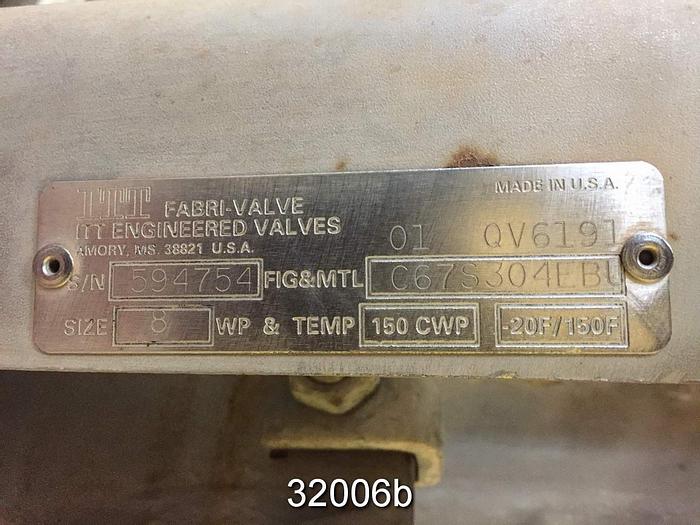 ITT FABRI-VALVE MADE IN U.S.A.
ITT ENGINEERED VALVES
AMORY, MS. 38821 U.S.A. 01 QV6191
S/N 594754 FIG&MTL C67S304EBU
SIZE 8 WP & TEMP 150 CWP -20F/150F
32006b